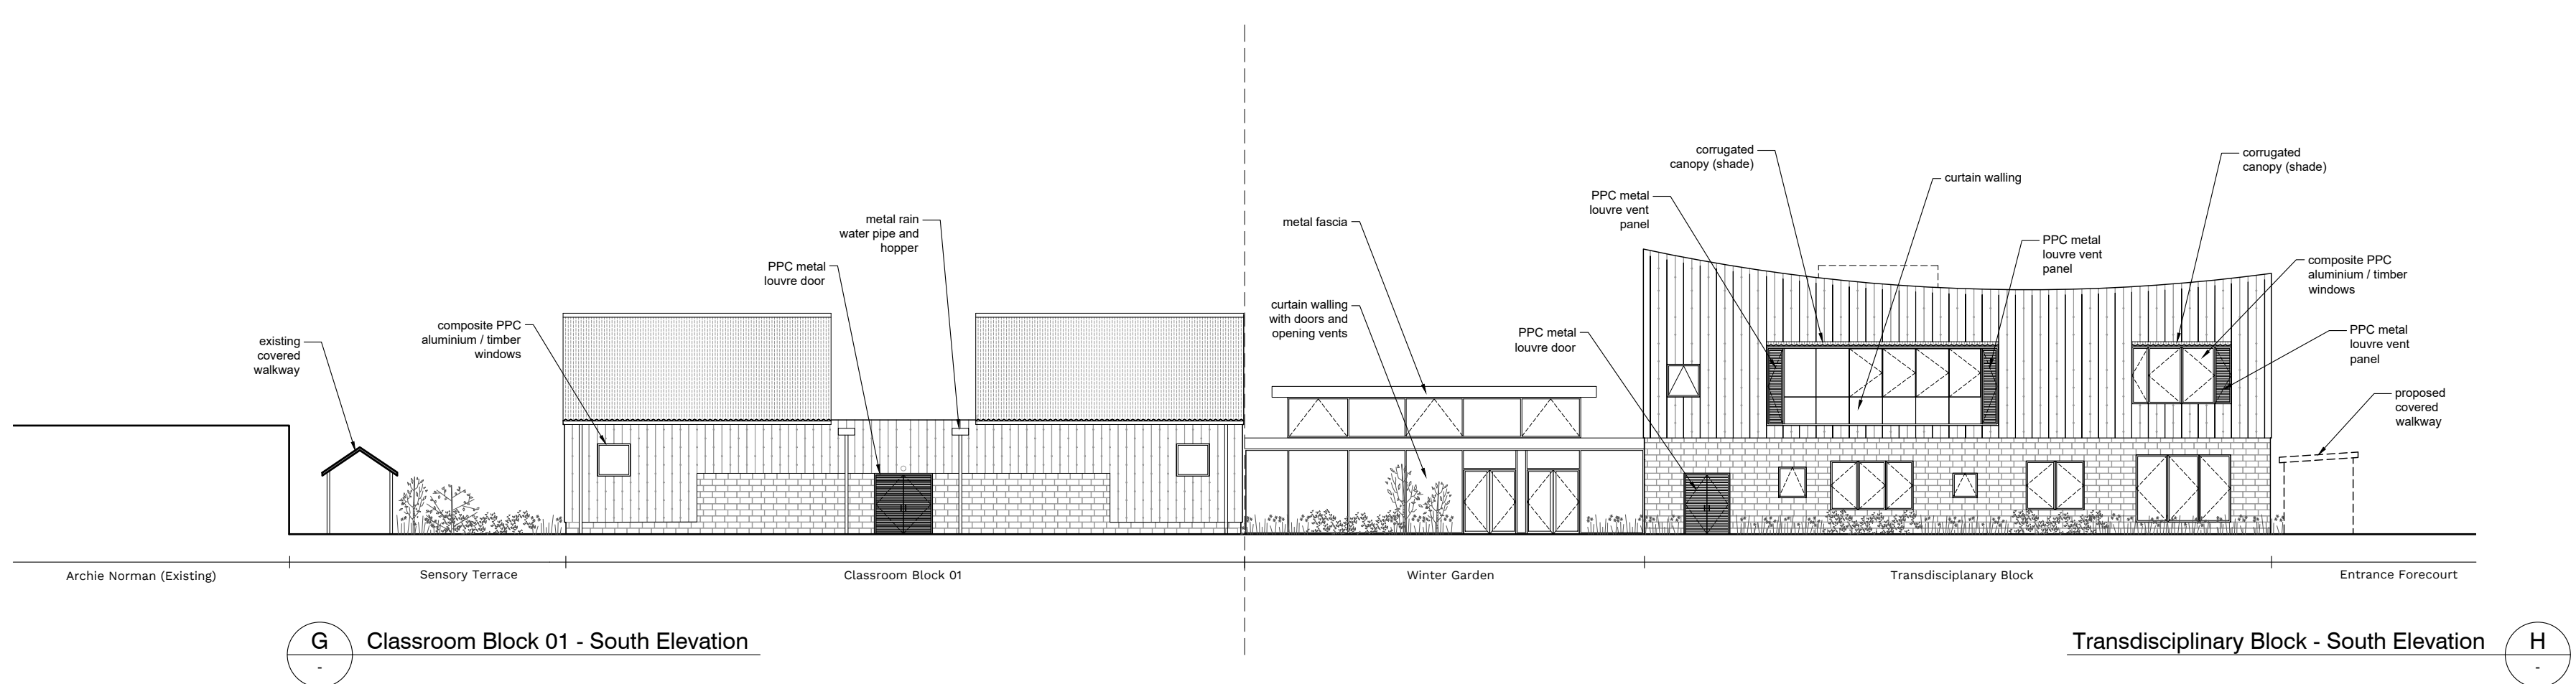 corrugated
canopy (shade)
corrugated
canopy (shade)
curtain walling
PPC metal
louvre vent
panel
metal rain
water pipe and
hopper
metal fascia
PPC metal
louvre vent
panel
composite PPC
aluminium / timber
windows
PPC metal
louvre door
curtain walling
with doors and
opening vents
composite PPC
aluminium / timber
windows
PPC metal
louvre door
PPC metal
louvre vent
panel
existing
covered
walkway
proposed
covered
walkway
Archie Norman (Existing)
Sensory Terrace
Classroom Block 01
Winter Garden
Transdisciplanary Block
Entrance Forecourt
G
-
Classroom Block 01 - South Elevation
Transdisciplinary Block - South Elevation
H
-